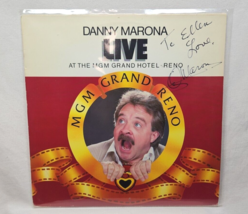 DANNY MARONA
LIVE
AT THE MGM GRAND HOTEL-RENO
To Ellen
Love,
MGM GRAND RENO